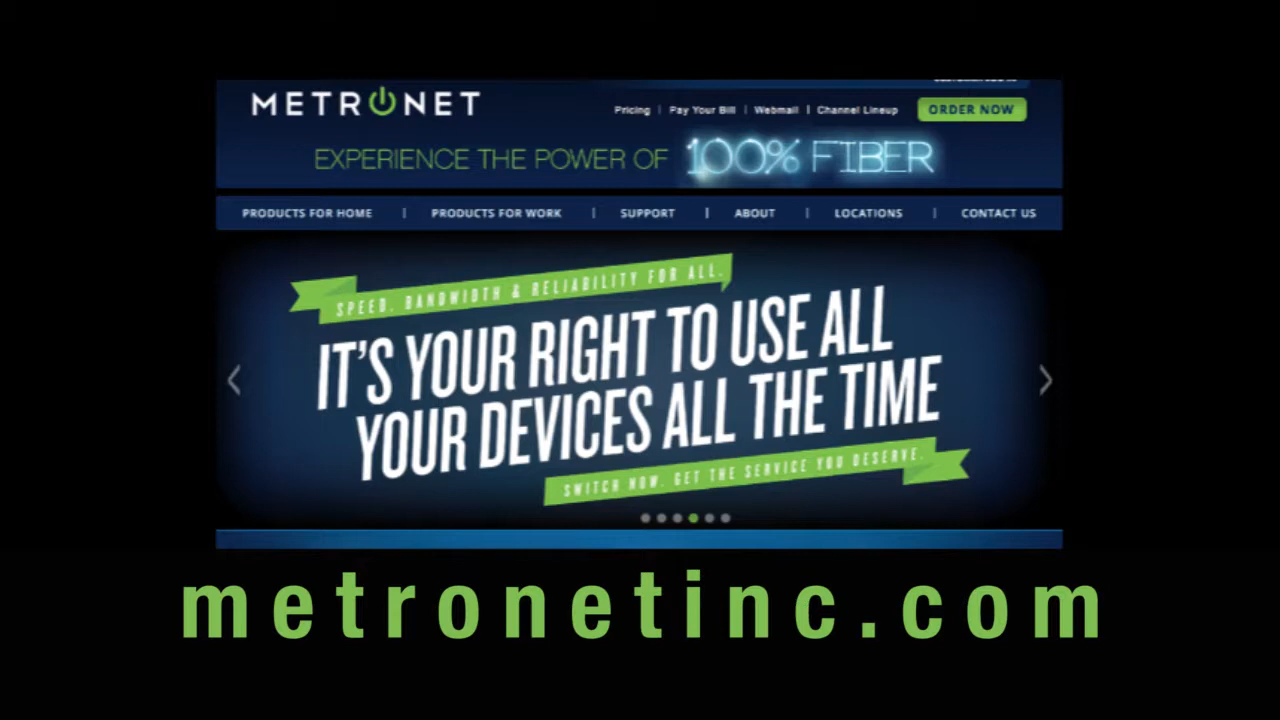 METRONET
Pricing | Pay Your Bill | Webmail | Channel Lineup
ORDER NOW
EXPERIENCE THE POWER OF 100% FIBER
PRODUCTS FOR HOME | PRODUCTS FOR WORK | SUPPORT | ABOUT | LOCATIONS | CONTACT US
SPEED, BANDWIDTH & RELIABILITY FOR ALL.
IT'S YOUR RIGHT TO USE ALL
YOUR DEVICES ALL THE TIME
SWITCH NOW. GET THE SERVICE YOU DESERVE.
metronetinc.com